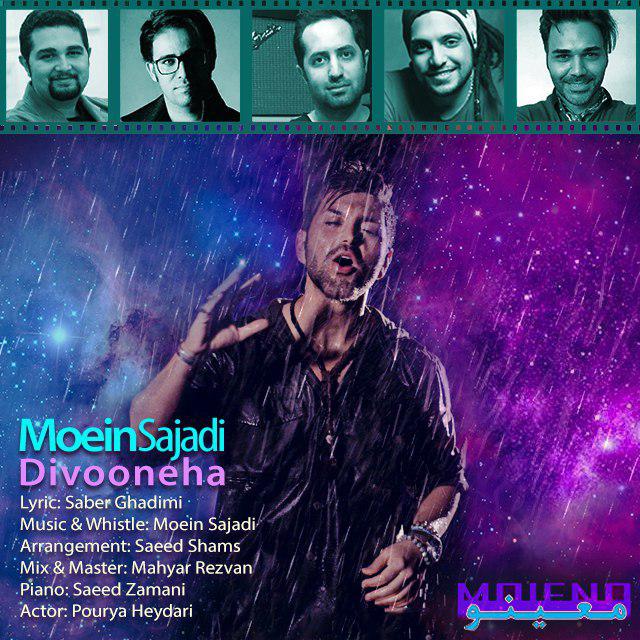 Moein Sajadi
Divooneha
Lyric: Saber Ghadimi
Music & Whistle: Moein Sajadi
Arrangement: Saeed Shams
Mix & Master: Mahyar Rezvan
Piano: Saeed Zamani
Actor: Pourya Heydari
MOIENO
معینو